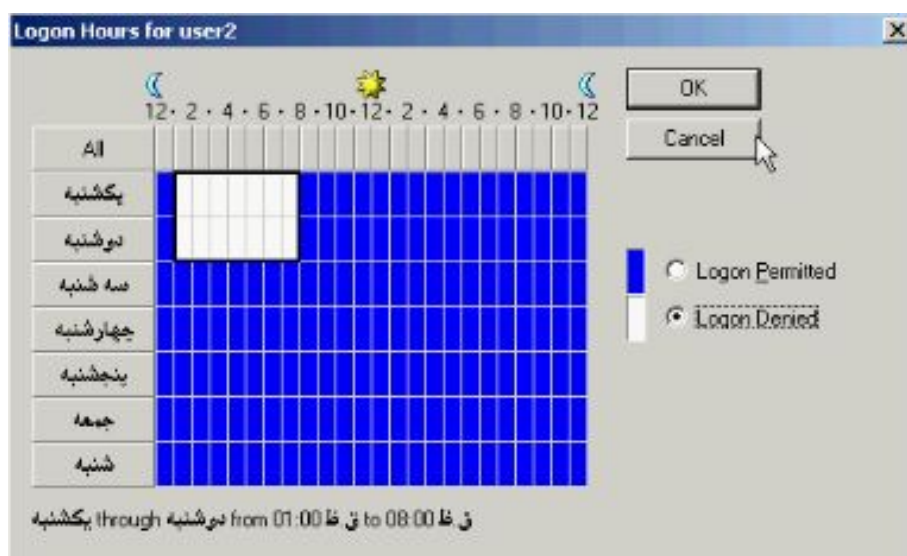 Logon Hours for user2
12 · 2 · 4 · 6 · 8 · 10 · 12 · 2 · 4 · 6 · 8 · 10 · 12
OK
Cancel
All
یکشنبه
دوشنبه
سه شنبه
چهارشنبه
پنجشنبه
جمعه
شنبه
Logon Permitted
Logon Denied
یکشنبه through دوشنبه from 01:00 ق.ظ to 08:00 ق.ظ